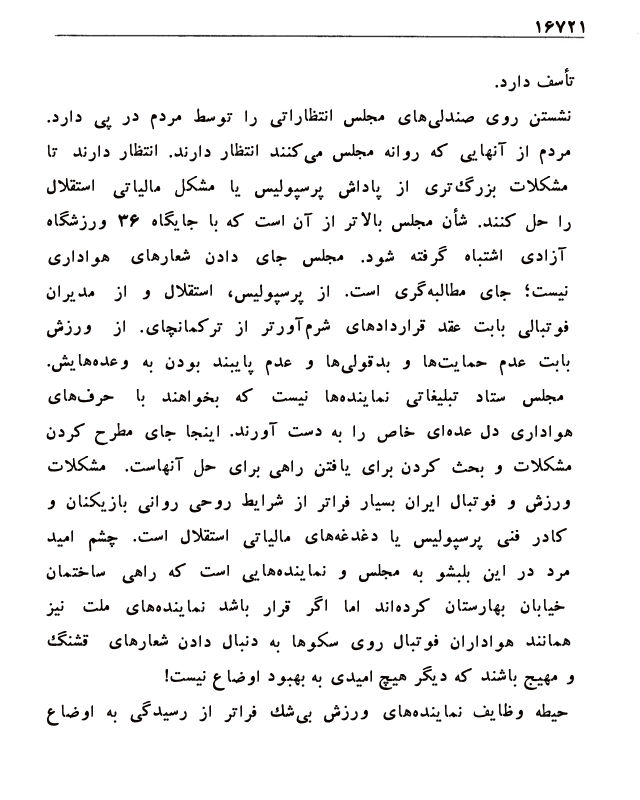 ۱۶۷۲۱
تأسف دارد.
نشستن روی صندلی‌های مجلس انتظاراتی را توسط مردم در پی دارد.
مردم از آنهایی که روانه مجلس می‌کنند انتظار دارند. انتظار دارند تا
مشکلات بزرگ‌تری از پاداش پرسپولیس یا مشکل مالیاتی استقلال
را حل کنند. شأن مجلس بالاتر از آن است که با جایگاه ۳۶ ورزشگاه
آزادی اشتباه گرفته شود. مجلس جای دادن شعارهای هواداری
نیست؛ جای مطالبه‌گری است. از پرسپولیس، استقلال و از مدیران
فوتبالی بابت عقد قراردادهای شرم‌آورتر از ترکمانچای. از ورزش
بابت عدم حمایت‌ها و بدقولی‌ها و عدم پایبند بودن به وعده‌هایش.
مجلس ستاد تبلیغاتی نماینده‌ها نیست که بخواهند با حرف‌های
هواداری دل عده‌ای خاص را به دست آورند. اینجا جای مطرح کردن
مشکلات و بحث کردن برای یافتن راهی برای حل آنهاست. مشکلات
ورزش و فوتبال ایران بسیار فراتر از شرایط روحی روانی بازیکنان و
کادر فنی پرسپولیس یا دغدغه‌های مالیاتی استقلال است. چشم امید
مرد در این بلبشو به مجلس و نماینده‌هایی است که راهی ساختمان
خیابان بهارستان کرده‌اند اما اگر قرار باشد نماینده‌های ملت نیز
همانند هواداران فوتبال روی سکوها به دنبال دادن شعارهای قشنگ
و مهیج باشند که دیگر هیچ امیدی به بهبود اوضاع نیست!
حیطه وظایف نماینده‌های ورزش بی‌شك فراتر از رسیدگی به اوضاع